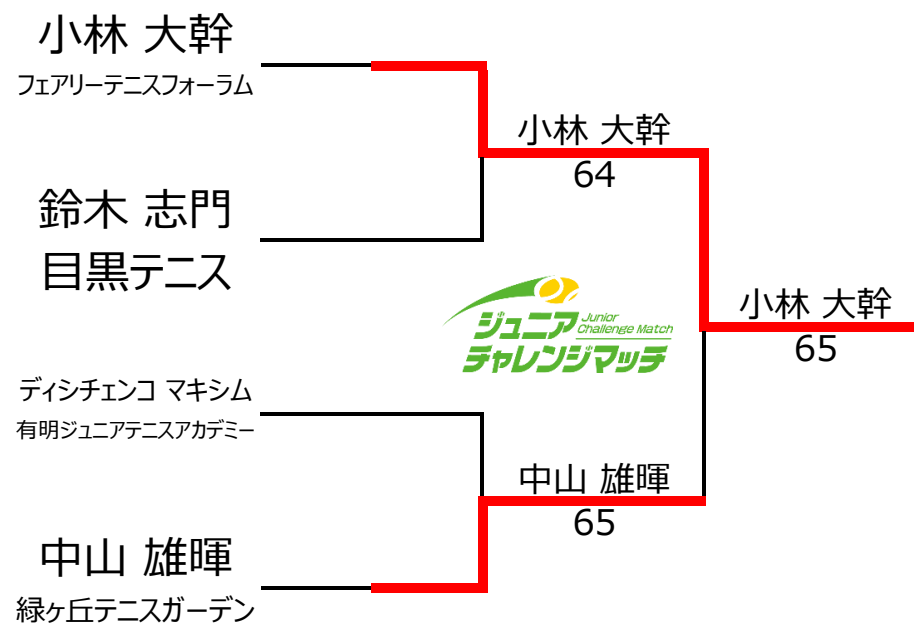 小林 大幹
フェアリーテニスフォーラム
鈴木 志門
目黒テニス
ディシチェンコ マキシム
有明ジュニアテニスアカデミー
中山 雄暉
緑ヶ丘テニスガーデン
小林 大幹
64
ジュニア Junior Challenge Match
チャレンジマッチ
中山 雄暉
65
小林 大幹
65